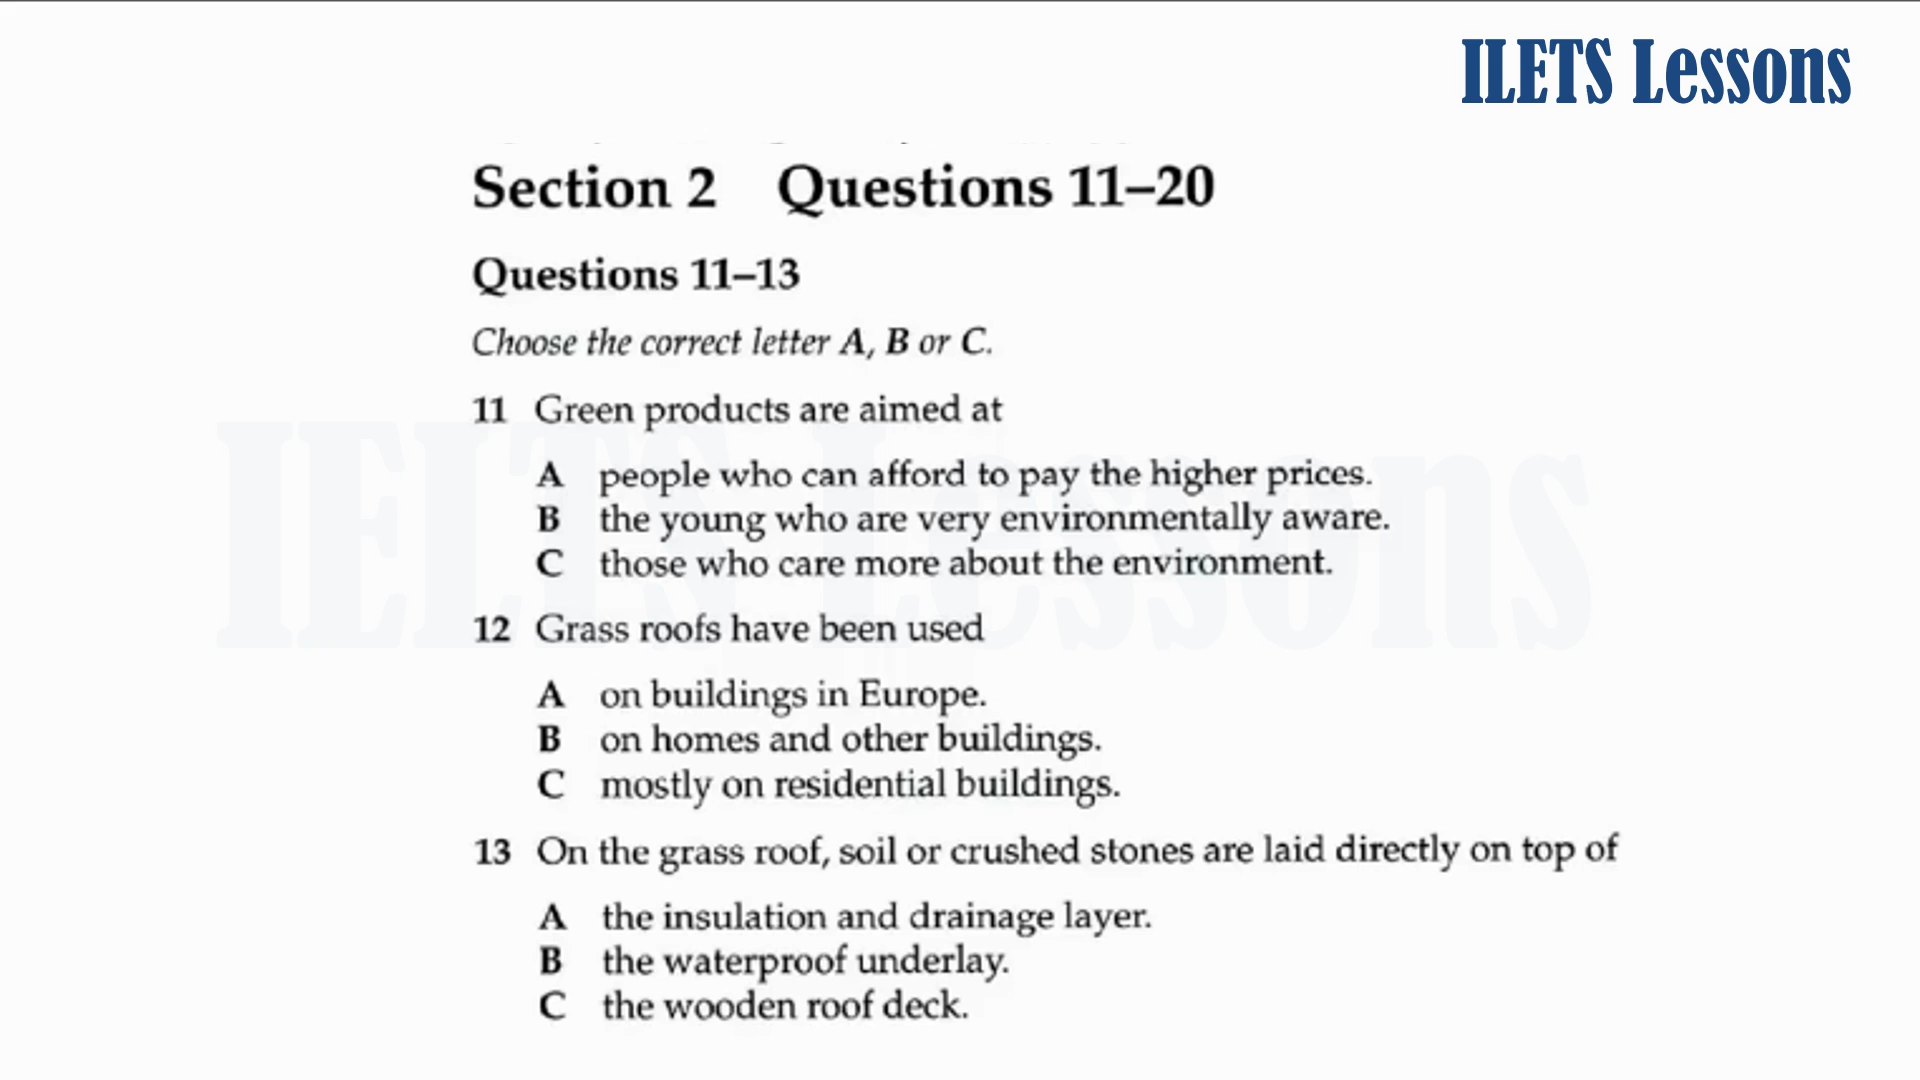 ILETS Lessons
Section 2 Questions 11–20
Questions 11–13
Choose the correct letter A, B or C.
11 Green products are aimed at
A people who can afford to pay the higher prices.
B the young who are very environmentally aware.
C those who care more about the environment.
IELTS Lessons
12 Grass roofs have been used
A on buildings in Europe.
B on homes and other buildings.
C mostly on residential buildings.
13 On the grass roof, soil or crushed stones are laid directly on top of
A the insulation and drainage layer.
B the waterproof underlay.
C the wooden roof deck.